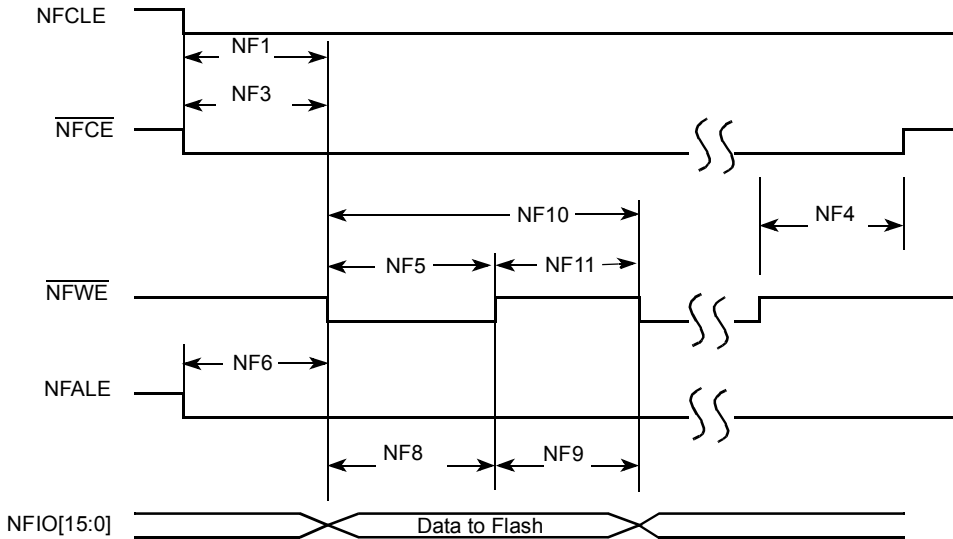 NFCLE
NF1
NF3
NFCE
NF10
NF4
NF5
NF11
NFWE
NF6
NFALE
NF8
NF9
NFIO[15:0]
Data to Flash